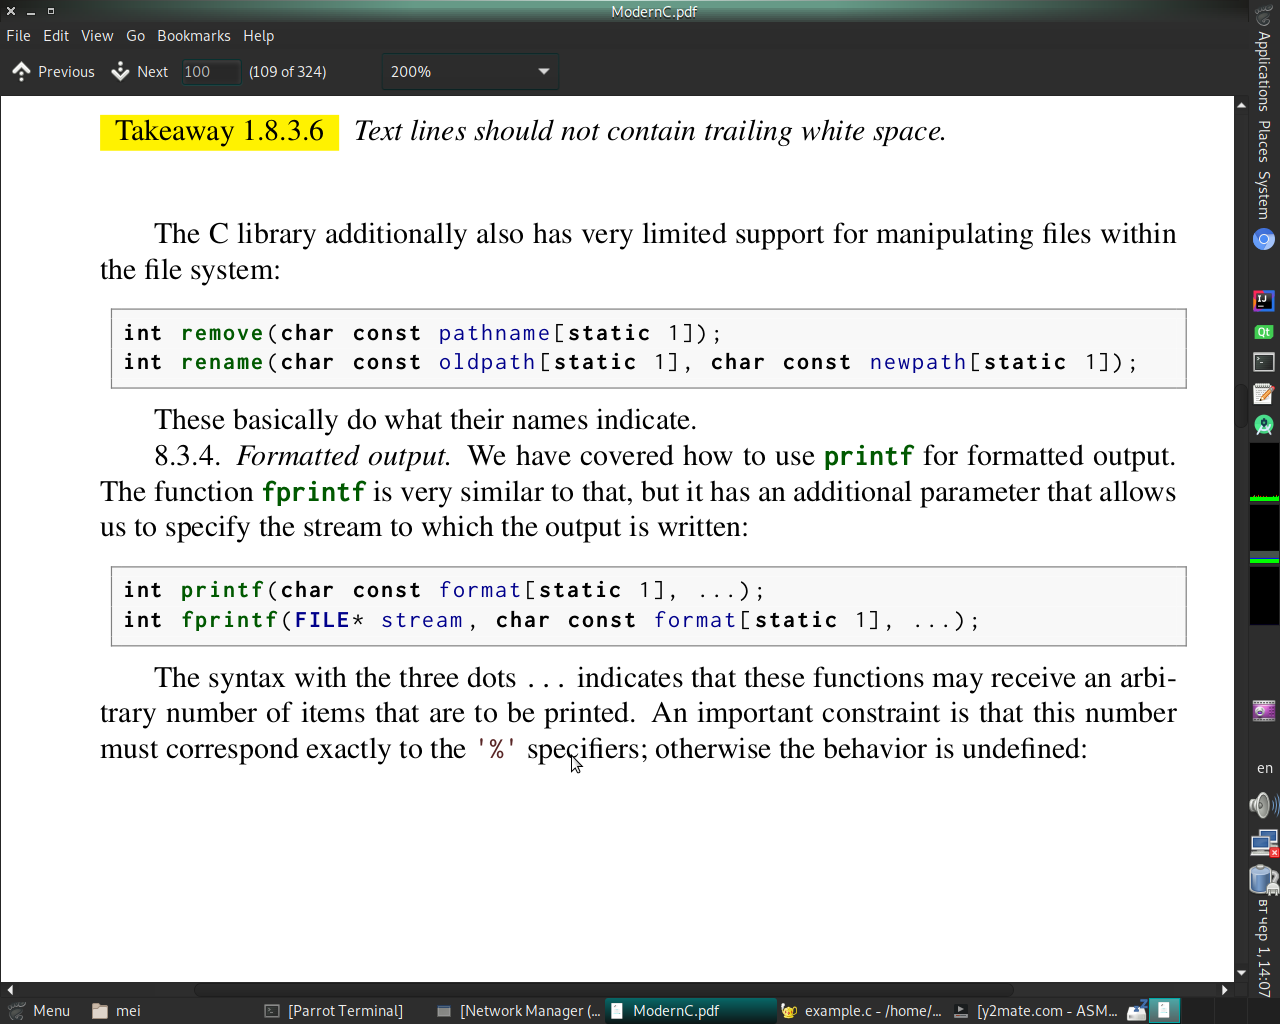 ModernC.pdf
File Edit View Go Bookmarks Help
Previous Next 100 (109 of 324) 200%
Takeaway 1.8.3.6 Text lines should not contain trailing white space.
The C library additionally also has very limited support for manipulating files within
the file system:
int remove(char const pathname[static 1]);
int rename(char const oldpath[static 1], char const newpath[static 1]);
These basically do what their names indicate.
8.3.4. Formatted output. We have covered how to use printf for formatted output.
The function fprintf is very similar to that, but it has an additional parameter that allows
us to specify the stream to which the output is written:
int printf(char const format[static 1], ...);
int fprintf(FILE* stream, char const format[static 1], ...);
The syntax with the three dots ... indicates that these functions may receive an arbi-
trary number of items that are to be printed. An important constraint is that this number
must correspond exactly to the '%' specifiers; otherwise the behavior is undefined:
Applications Places System
IJ
Qt
en
вт чер 1, 14:07
Menu mei [Parrot Terminal] [Network Manager (... ModernC.pdf example.c - /home/... [y2mate.com - ASM...